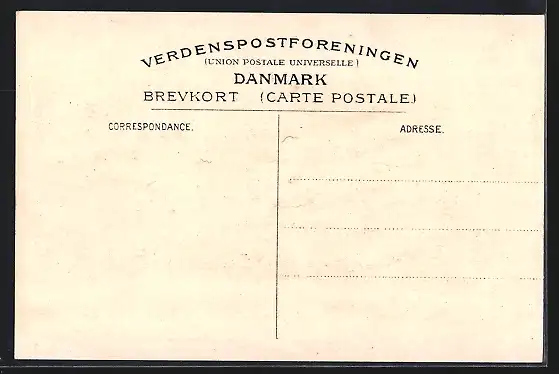 VERDENSPOSTFORENINGEN
(UNION POSTALE UNIVERSELLE)
DANMARK
BREVKORT (CARTE POSTALE.)
CORRESPONDANCE.
ADRESSE.